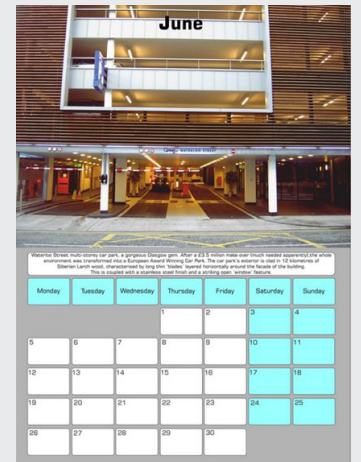 June
Waterloo Street multi-storey car park, a gorgeous Glasgow gem. After a £3.5 million make-over (much needed apparently),the whole
environment was transformed into a European Award Winning Car Park. The car park's exterior is clad in 12 kilometres of
Siberian Larch wood, characterised by long thin 'blades' layered horizontally around the facade of the building.
This is coupled with a stainless steel finish and a striking open 'window' feature.
Monday Tuesday Wednesday Thursday Friday Saturday Sunday
1 2 3 4
5 6 7 8 9 10 11
12 13 14 15 16 17 18
19 20 21 22 23 24 25
26 27 28 29 30